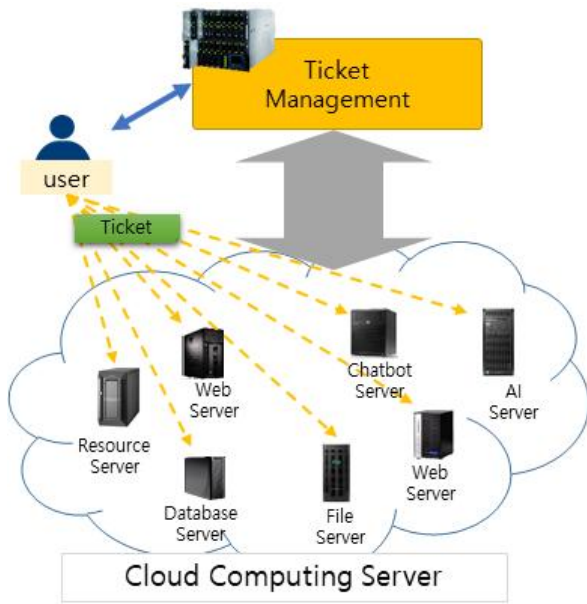 Ticket
Management
user
Ticket
Web
Server
Chatbot
Server
AI
Server
Resource
Server
Web
Server
Database
Server
File
Server
Cloud Computing Server